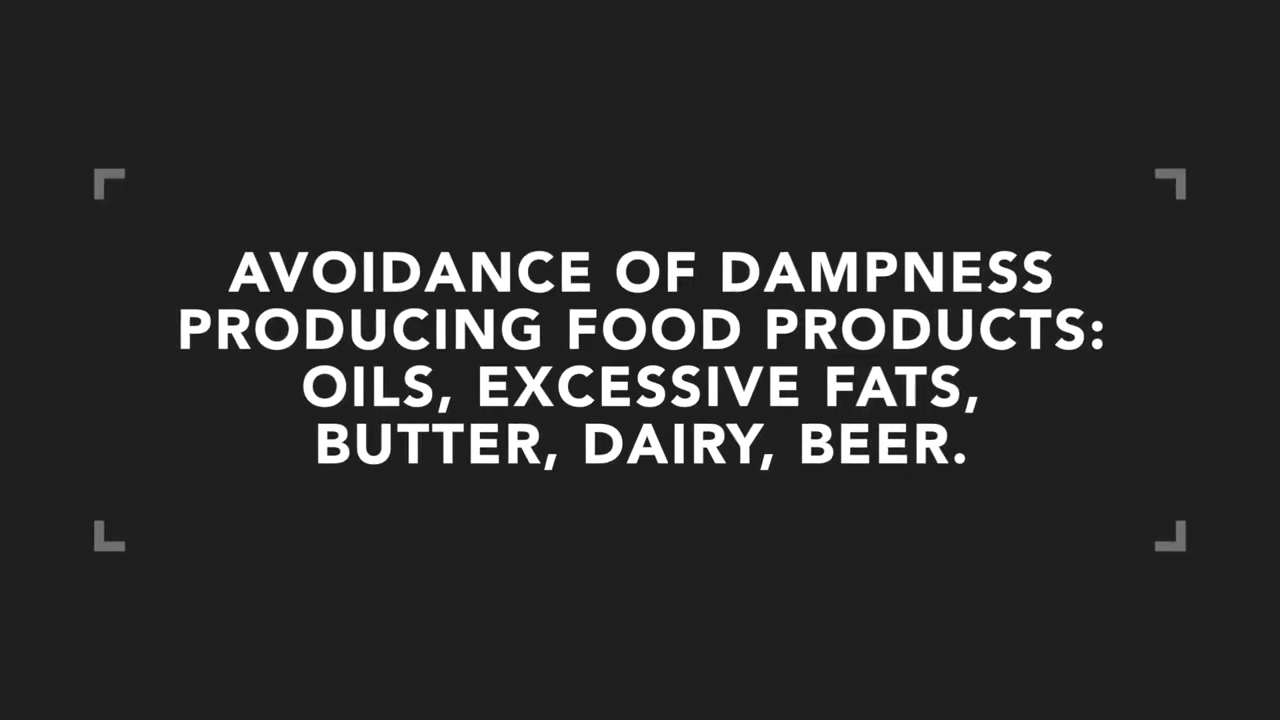 AVOIDANCE OF DAMPNESS
PRODUCING FOOD PRODUCTS:
OILS, EXCESSIVE FATS,
BUTTER, DAIRY, BEER.